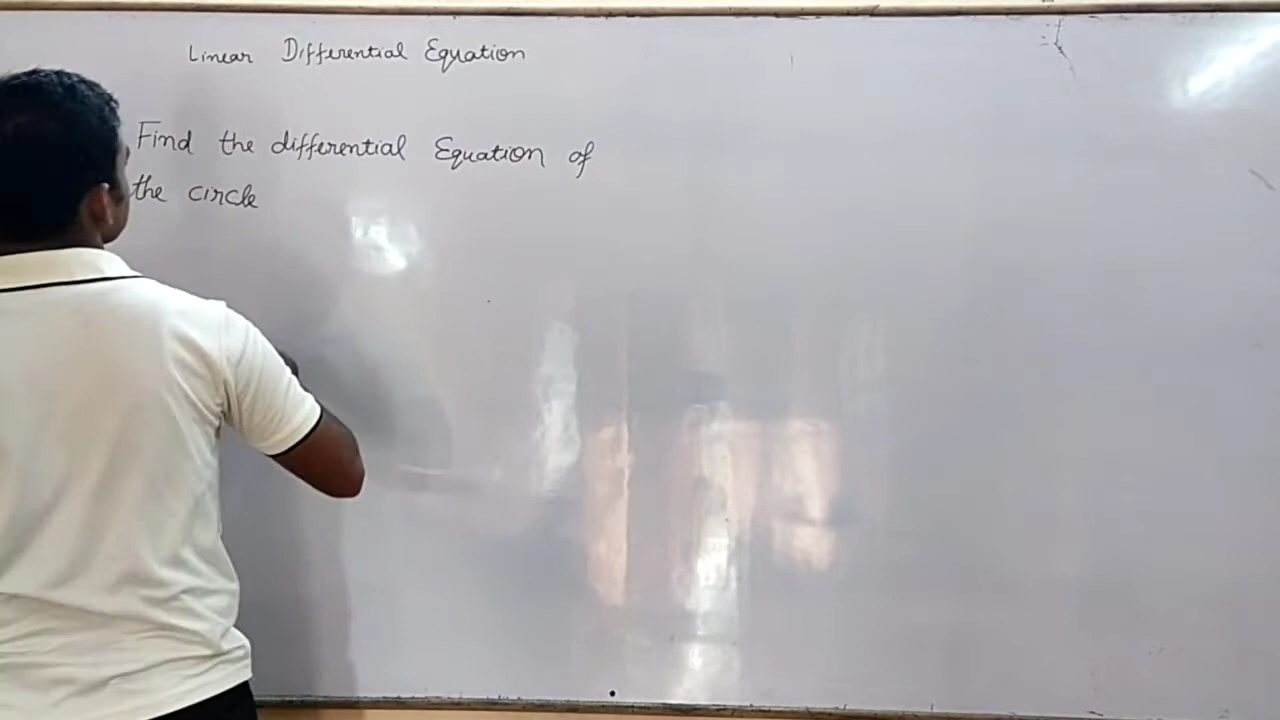 Linear Differential Equation
Find the differential Equation of
the circle